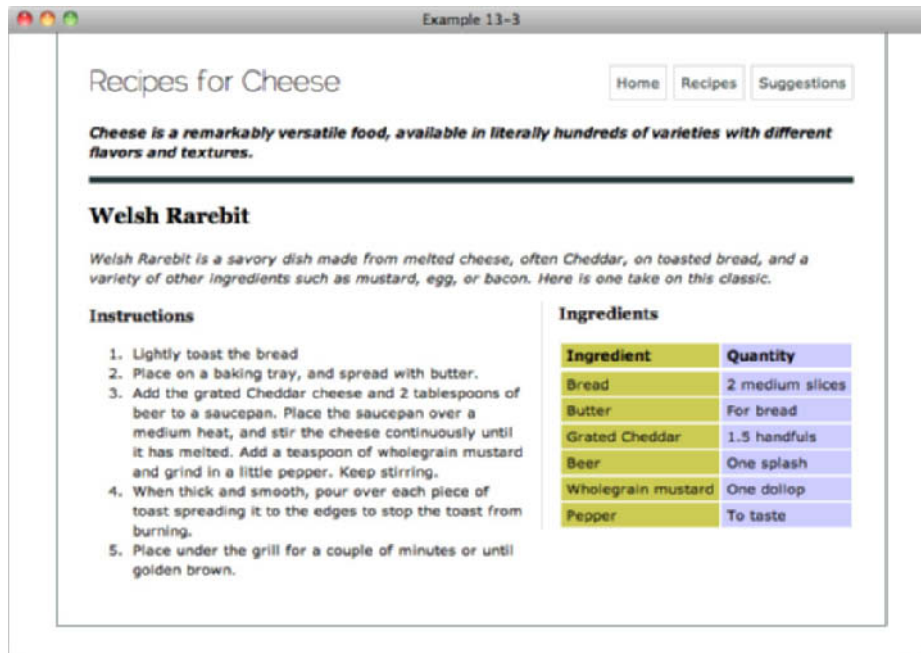 Example 13-3
Recipes for Cheese
Home Recipes Suggestions
Cheese is a remarkably versatile food, available in literally hundreds of varieties with different
flavors and textures.
Welsh Rarebit
Welsh Rarebit is a savory dish made from melted cheese, often Cheddar, on toasted bread, and a
variety of other ingredients such as mustard, egg, or bacon. Here is one take on this classic.
Instructions
1. Lightly toast the bread
2. Place on a baking tray, and spread with butter.
3. Add the grated Cheddar cheese and 2 tablespoons of
beer to a saucepan. Place the saucepan over a
medium heat, and stir the cheese continuously until
it has melted. Add a teaspoon of wholegrain mustard
and grind in a little pepper. Keep stirring.
4. When thick and smooth, pour over each piece of
toast spreading it to the edges to stop the toast from
burning.
5. Place under the grill for a couple of minutes or until
golden brown.
Ingredients
Ingredient Quantity
Bread 2 medium slices
Butter For bread
Grated Cheddar 1.5 handfuls
Beer One splash
Wholegrain mustard One dollop
Pepper To taste